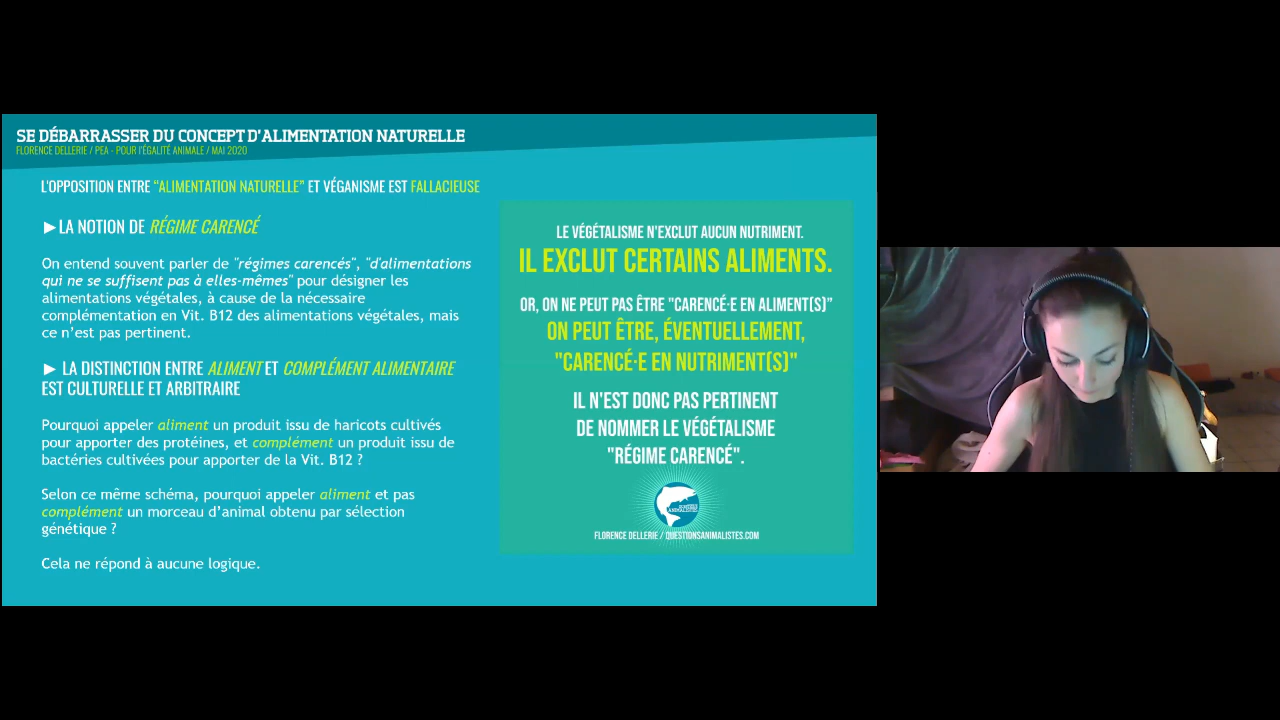 SE DÉBARRASSER DU CONCEPT D'ALIMENTATION NATURELLE
FLORENCE DELLERIE / PEA - POUR l'ÉGALITÉ ANIMALE / MAI 2020
L'OPPOSITION ENTRE “ALIMENTATION NATURELLE” ET VÉGANISME EST FALLACIEUSE
►LA NOTION DE RÉGIME CARENCÉ
On entend souvent parler de "régimes carencés", "d'alimentations
qui ne se suffisent pas à elles-mêmes" pour désigner les
alimentations végétales, à cause de la nécessaire
complémentation en Vit. B12 des alimentations végétales, mais
ce n’est pas pertinent.
► LA DISTINCTION ENTRE ALIMENT ET COMPLÉMENT ALIMENTAIRE
EST CULTURELLE ET ARBITRAIRE
Pourquoi appeler aliment un produit issu de haricots cultivés
pour apporter des protéines, et complément un produit issu de
bactéries cultivées pour apporter de la Vit. B12 ?
Selon ce même schéma, pourquoi appeler aliment et pas
complément un morceau d’animal obtenu par sélection
génétique ?
Cela ne répond à aucune logique.
LE VÉGÉTALISME N'EXCLUT AUCUN NUTRIMENT.
IL EXCLUT CERTAINS ALIMENTS.
OR, ON NE PEUT PAS ÊTRE "CARENCÉ·E EN ALIMENT(S)"
ON PEUT ÊTRE, ÉVENTUELLEMENT,
"CARENCÉ·E EN NUTRIMENT(S)"
IL N'EST DONC PAS PERTINENT
DE NOMMER LE VÉGÉTALISME
"RÉGIME CARENCÉ".
QUESTIONS
ANIMALISTES
FLORENCE DELLERIE / QUESTIONSANIMALISTES.COM